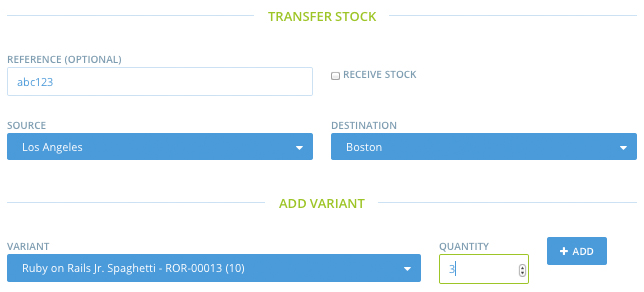 TRANSFER STOCK
REFERENCE (OPTIONAL)
abc123
RECEIVE STOCK
SOURCE
DESTINATION
Los Angeles
Boston
ADD VARIANT
VARIANT
QUANTITY
Ruby on Rails Jr. Spaghetti - ROR-00013 (10)
3
+ ADD